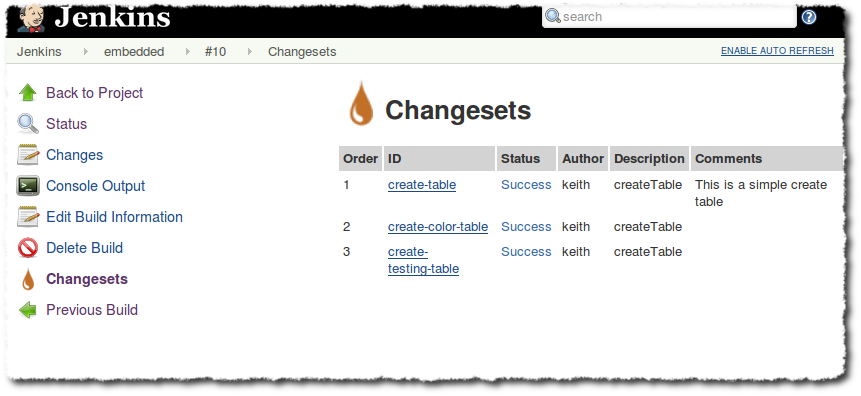 Jenkins
search
Jenkins embedded #10 Changesets
ENABLE AUTO REFRESH
Back to Project
Status
Changes
Console Output
Edit Build Information
Delete Build
Changesets
Previous Build
Changesets
Order ID Status Author Description Comments
1 create-table Success keith createTable This is a simple create
table
2 create-color-table Success keith createTable
3 create- Success keith createTable
testing-table